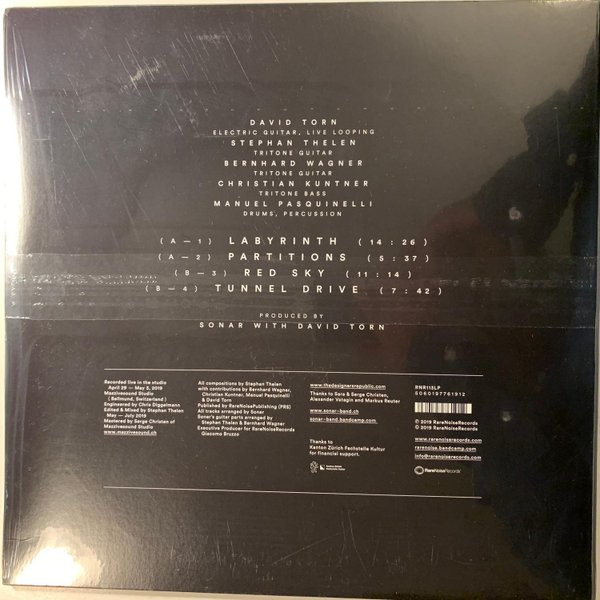 DAVID TORN
ELECTRIC GUITAR, LIVE LOOPING
STEPHAN THELEN
TRITONE GUITAR
BERNHARD WAGNER
TRITONE GUITAR
CHRISTIAN KUNTNER
TRITONE BASS
MANUEL PASQUINELLI
DRUMS, PERCUSSION
(A — 1) LABYRINTH (14 : 26)
(A — 2) PARTITIONS (5 : 37)
(B — 3) RED SKY (11 : 14)
(B — 4) TUNNEL DRIVE (7 : 42)
PRODUCED BY
SONAR WITH DAVID TORN
Recorded live in the studio
April 29 — May 3, 2019
Mazzivesound Studio
( Sellmund, Switzerland )
Engineered by Chris Diggelmann
Edited & Mixed by Stephan Thelen
May — July 2019
Mastered by Serge Christen of
Mazzivesound Studio
www.mazzivesound.ch
All compositions by Stephan Thelen
with contributions by Bernhard Wagner,
Christian Kuntner, Manuel Pasquinelli
& David Torn
Published by RareNoisePublishing (PRS)
All tracks arranged by Sonar
Sonar's guitar parts arranged by
Stephan Thelen & Bernhard Wagner
Executive Producer for RareNoiseRecords
Giacomo Bruzzo
www.thedesignersrepublic.com
Thanks to Sara & Serge Christen,
Alexander Vatagin and Markus Reuter
www.sonar-band.ch
sonar-band.bandcamp.com
Thanks to
Kanton Zürich Fachstelle Kultur
for financial support.
RNR113LP
5060197761912
℗ 2019 RareNoiseRecords
© 2019 RareNoiseRecords
www.rarenoiserecords.com
rarenoise.bandcamp.com
info@rarenoiserecords.com
RareNoiseRecords